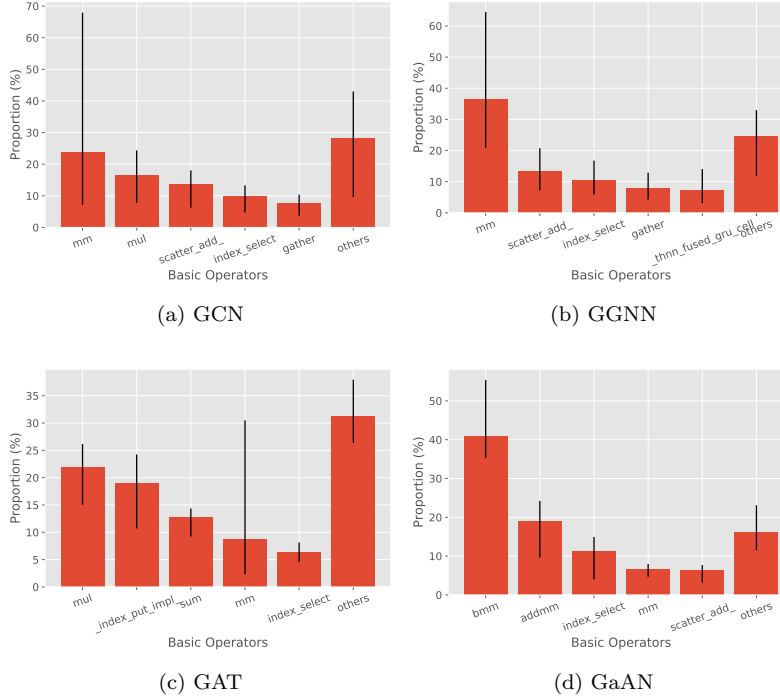 70
60
50
40
30
20
10
0
Proportion (%)
mm mul scatter_add_ index_select gather others
Basic Operators
(a) GCN
60
50
40
30
20
10
0
Proportion (%)
mm scatter_add_ index_select gather _thnn_fused_gru_cell others
Basic Operators
(b) GGNN
35
30
25
20
15
10
5
0
Proportion (%)
mul _index_put_impl_ sum mm index_select others
Basic Operators
(c) GAT
50
40
30
20
10
0
Proportion (%)
bmm addmm index_select mm scatter_add_ others
Basic Operators
(d) GaAN